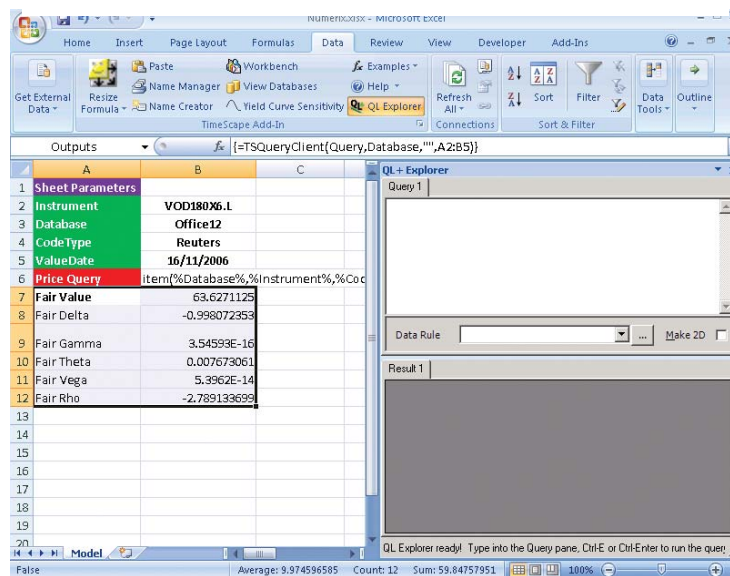 Numerix.xlsx - Microsoft Excel
Home Insert Page Layout Formulas Data Review View Developer Add-Ins
Get External Data
Resize Formula
Paste
Name Manager
Name Creator
Workbench
View Databases
Yield Curve Sensitivity
Examples
Help
QL Explorer
TimeScape Add-In
Refresh All
Connections
Sort
Filter
Sort & Filter
Data Tools
Outline
Outputs fx {=TSQueryClient(Query,Database,"",A2:B5)}
A B C
1 Sheet Parameters
2 Instrument VOD180X6.L
3 Database Office12
4 CodeType Reuters
5 ValueDate 16/11/2006
6 Price Query item(%Database%,%Instrument%,%Coc
7 Fair Value 63.6271125
8 Fair Delta -0.998072353
9 Fair Gamma 3.54593E-16
10 Fair Theta 0.007673061
11 Fair Vega 5.3962E-14
12 Fair Rho -2.789133699
13
14
15
16
17
18
19
20
Model
QL+ Explorer
Query 1
Data Rule ... Make 2D
Result 1
QL Explorer ready! Type into the Query pane, Ctrl-E or Ctrl-Enter to run the query
False Average: 9.974596585 Count: 12 Sum: 59.84757951 100%